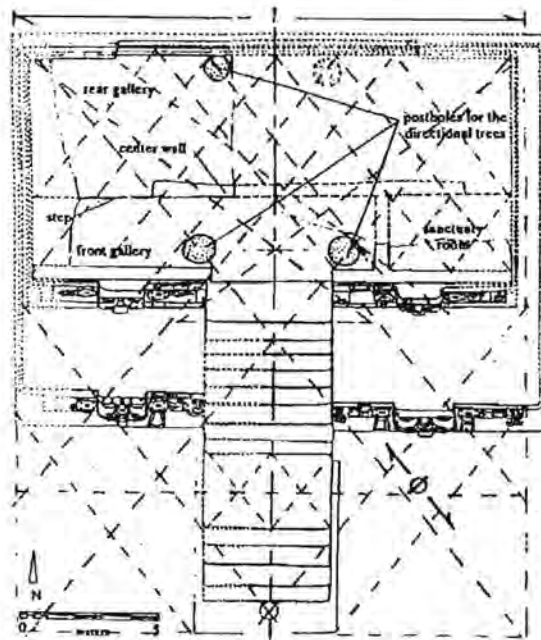 rear gallery
postholes for the
directional trees
center wall
step
front gallery
sanctuary
room
N
0 5
meters